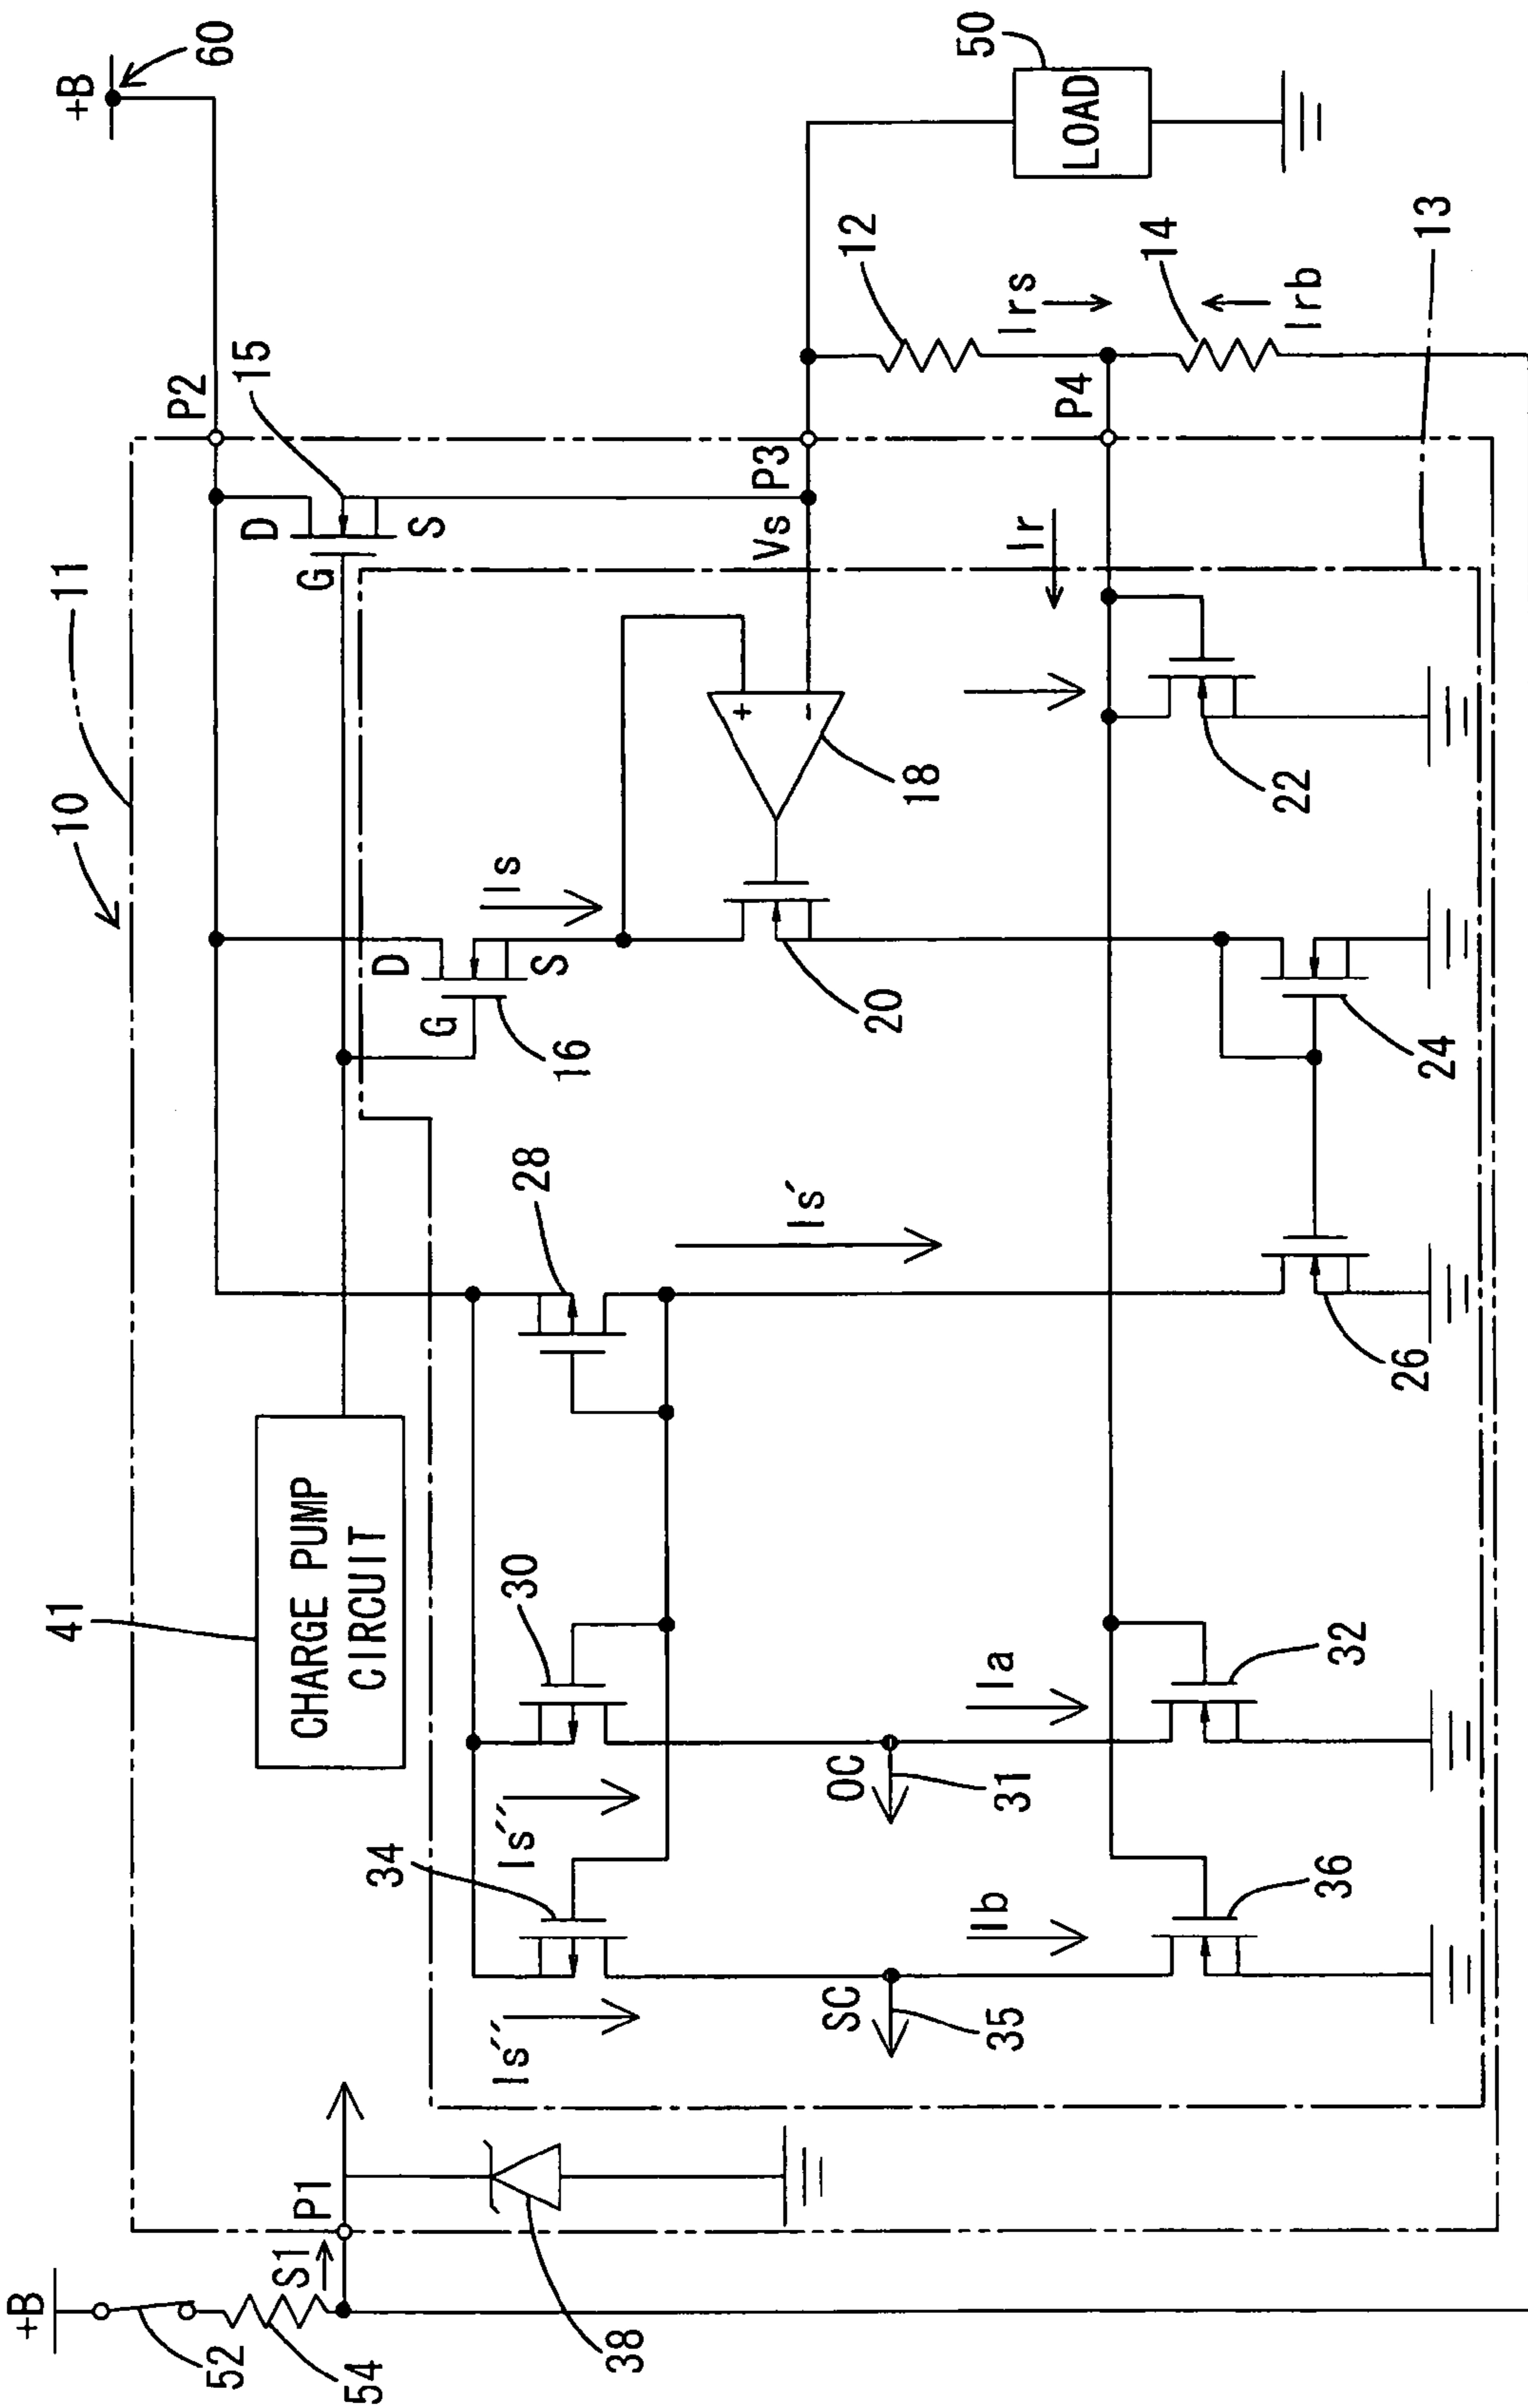 +B
41
10
11
+B
60
52
P2
15
D
S1
P1
CHARGE PUMP
CIRCUIT
G
54
34
D
S
G
Is′′
Is′′
30
28
Is
S
16
38
Is′
Vs
P3
SC
OC
20
18
12
50
Ib
Ia
35
31
Ir
Irs
P4
LOAD
14
22
Irb
36
32
26
24
13